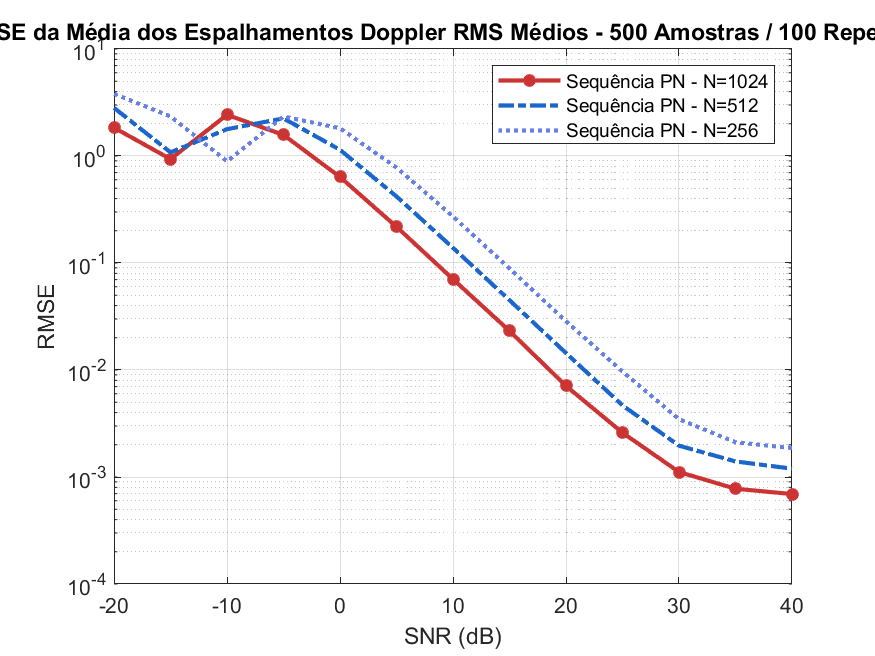 SE da Média dos Espalhamentos Doppler RMS Médios - 500 Amostras / 100 Repe
10^1
Sequência PN - N=1024
Sequência PN - N=512
Sequência PN - N=256
10^0
10^-1
RMSE
10^-2
10^-3
10^-4
-20 -10 0 10 20 30 40
SNR (dB)